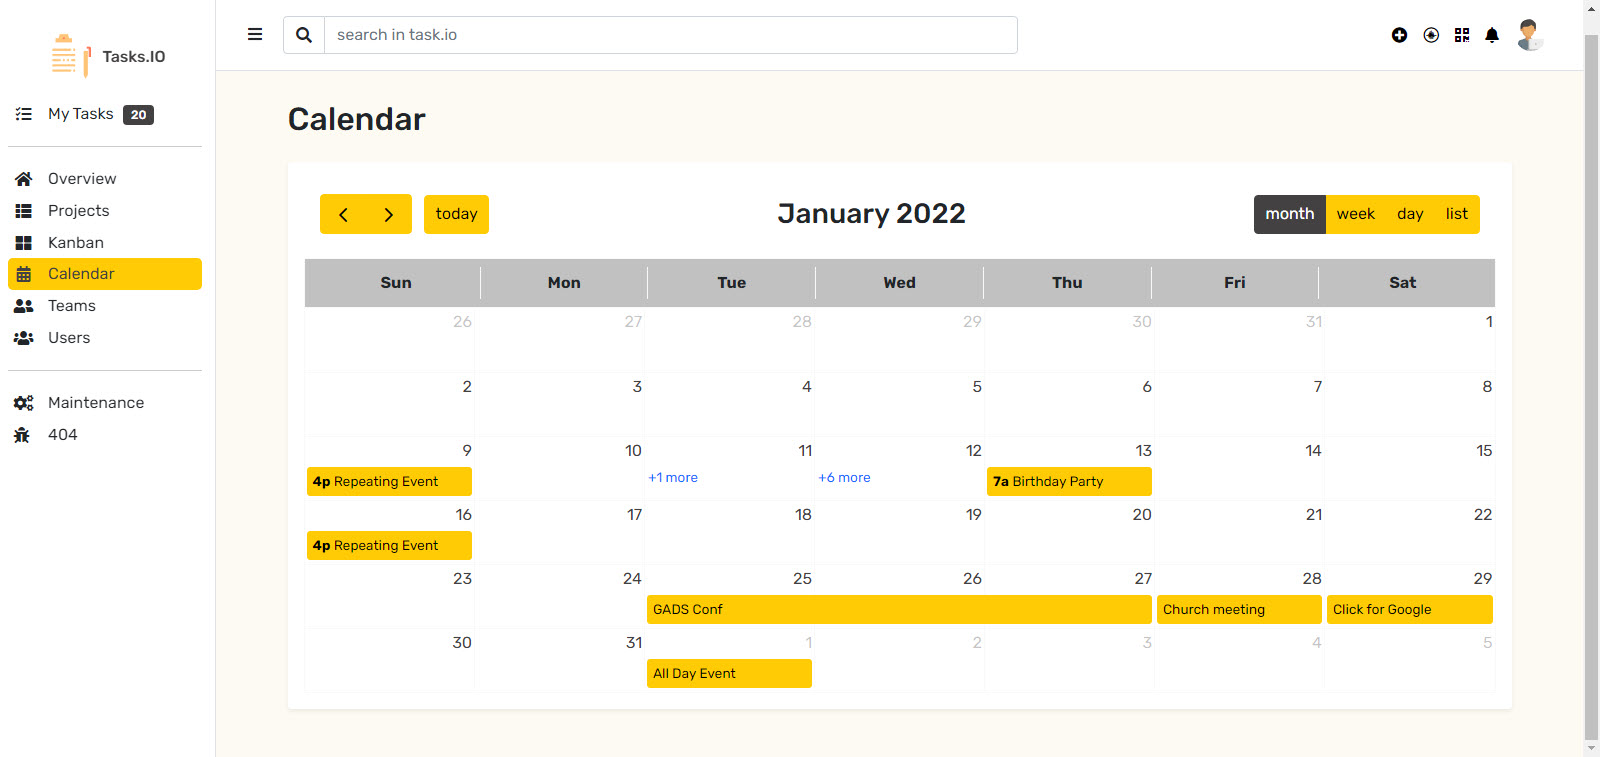 Tasks.IO
My Tasks 20
Overview
Projects
Kanban
Calendar
Teams
Users
Maintenance
404
search in task.io
Calendar
today
January 2022
month week day list
Sun Mon Tue Wed Thu Fri Sat
26 27 28 29 30 31 1
2 3 4 5 6 7 8
9 10 11 12 13 14 15
4p Repeating Event +1 more +6 more 7a Birthday Party
16 17 18 19 20 21 22
4p Repeating Event
23 24 25 26 27 28 29
GADS Conf Church meeting Click for Google
30 31 1 2 3 4 5
All Day Event